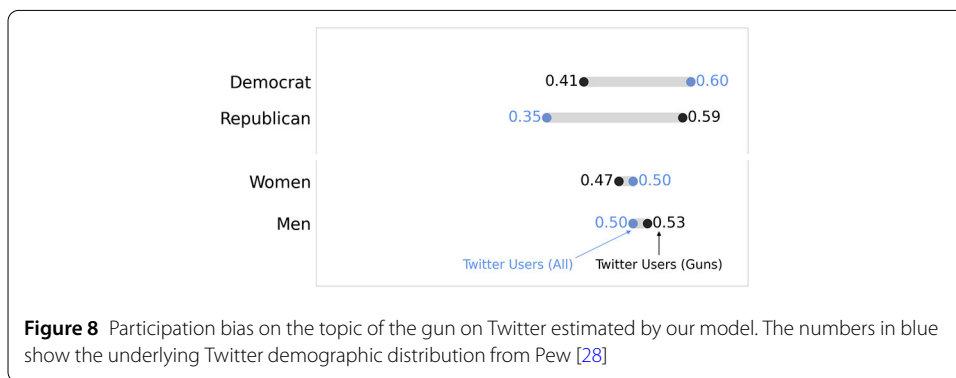 Democrat 0.41 0.60
Republican 0.35 0.59
Women 0.47 0.50
Men 0.50 0.53
Twitter Users (All) Twitter Users (Guns)
Figure 8 Participation bias on the topic of the gun on Twitter estimated by our model. The numbers in blue
show the underlying Twitter demographic distribution from Pew [28]